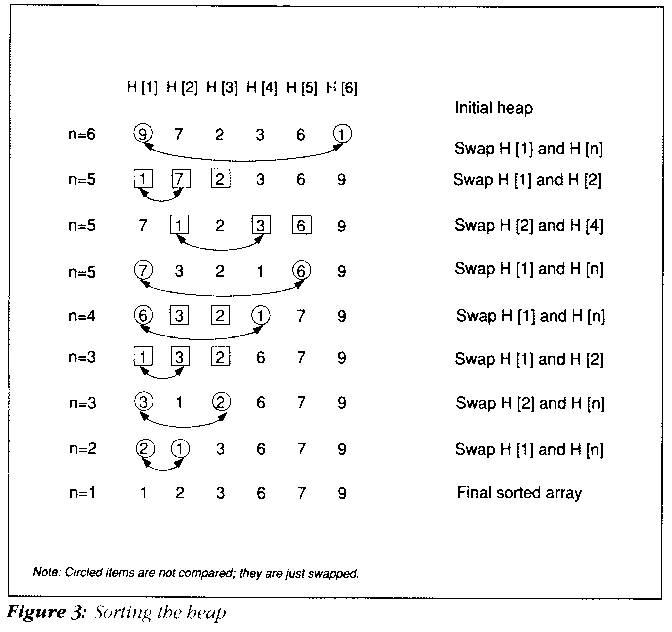 H [1] H [2] H [3] H [4] H [5] H [6]
Initial heap
n=6 9 7 2 3 6 1
Swap H [1} and H [n]
n=5 1 7 2 3 6 9 Swap H [1] and H [2]
n=5 7 1 2 3 6 9 Swap H [2] and H [4]
n=5 7 3 2 1 6 9 Swap H [1] and H [n]
n=4 6 3 2 1 7 9 Swap H [1] and H [n]
n=3 1 3 2 6 7 9 Swap H [1] and H [2]
n=3 3 1 2 6 7 9 Swap H [2] and H [n]
n=2 2 1 3 6 7 9 Swap H [1] and H [n]
n=1 1 2 3 6 7 9 Final sorted array
Note: Circled items are not compared; they are just swapped.
Figure 3: Sorting the heap